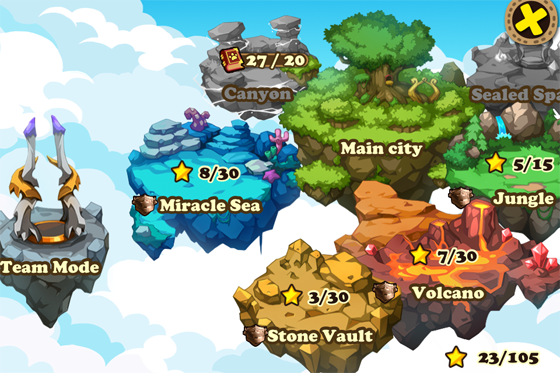 27 / 20
Canyon
Sealed Spa
Main city
8/30
Miracle Sea
5/15
Jungle
Team Mode
7/30
Volcano
3/30
Stone Vault
23/105